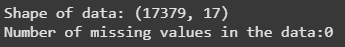 Shape of data: (17379, 17)
Number of missing values in the data:0